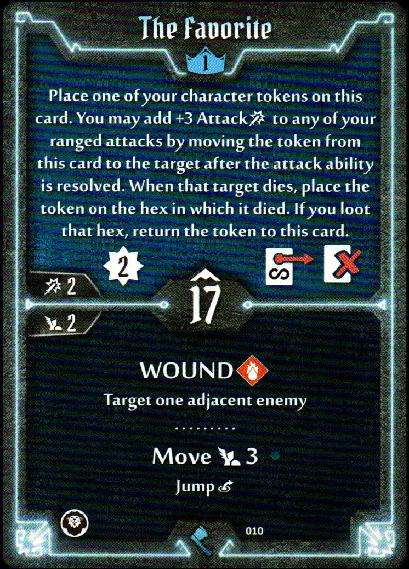 The Favorite
1
Place one of your character tokens on this
card. You may add +3 Attack to any of your
ranged attacks by moving the token from
this card to the target after the attack ability
is resolved. When that target dies, place the
token on the hex in which it died. If you loot
that hex, return the token to this card.
2
2
17
2
WOUND
Target one adjacent enemy
Move 3
Jump
010